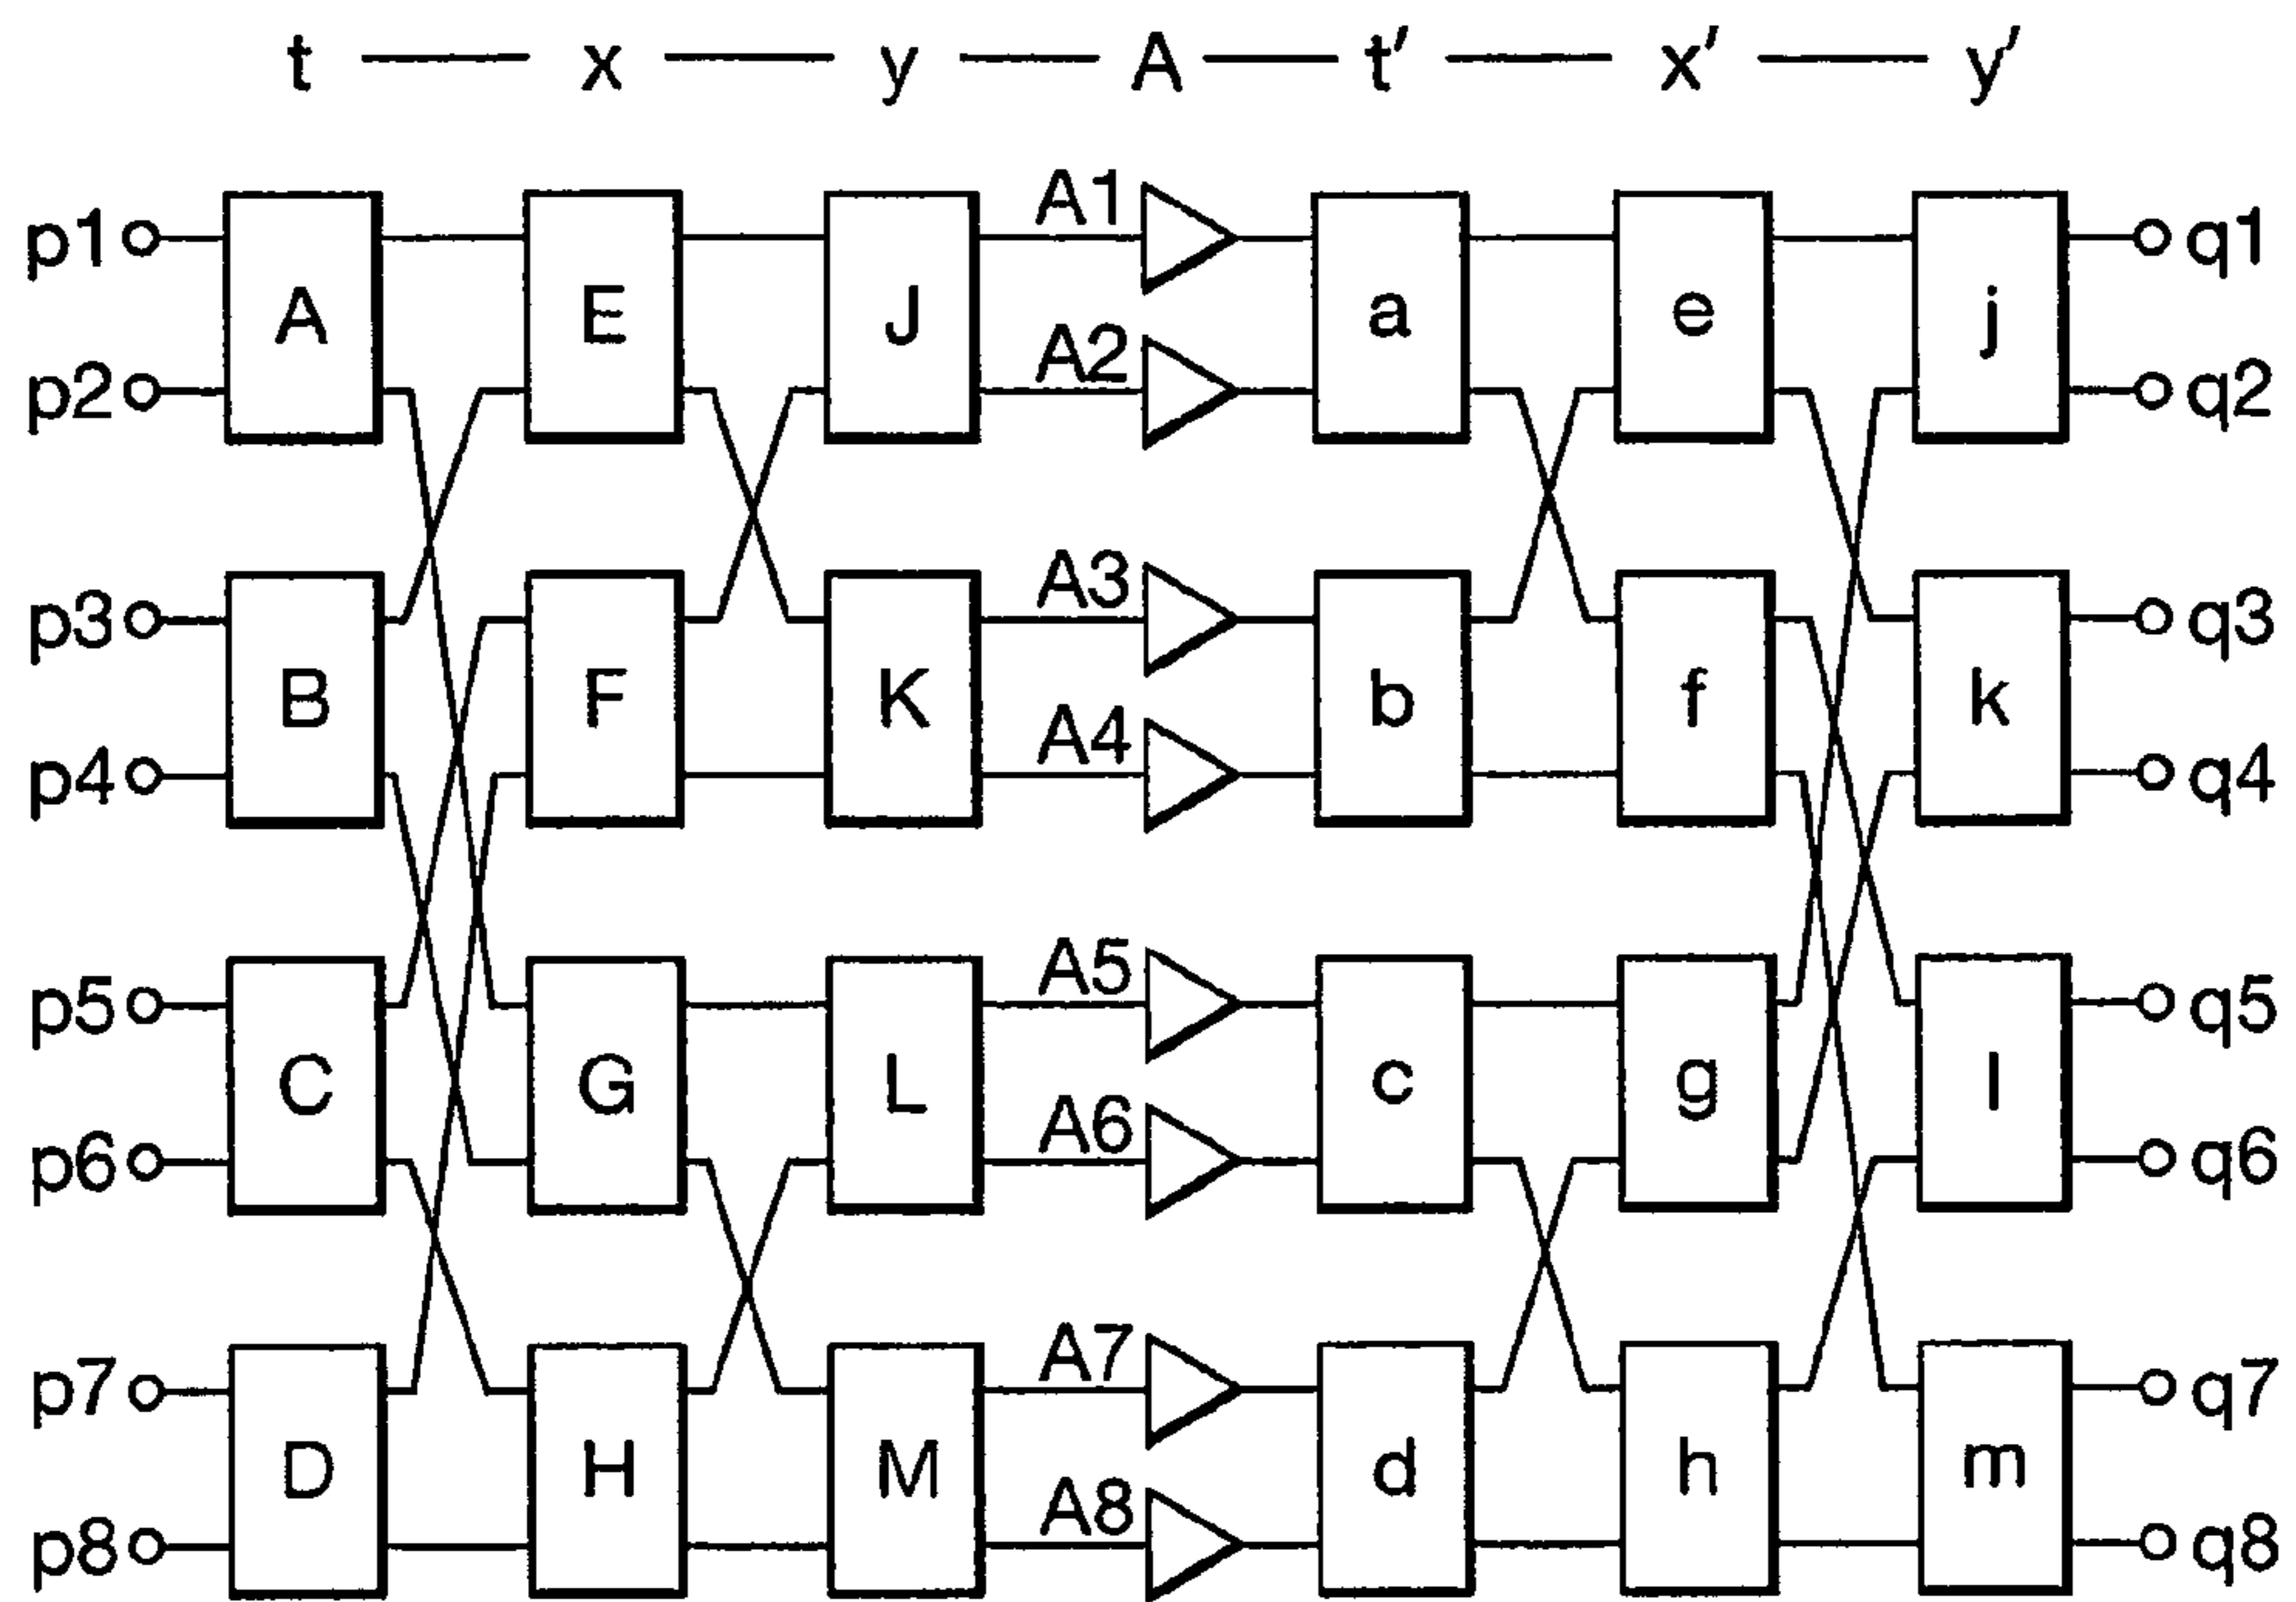 t — x — y — A — t′ — x′ — y′
p1 A E J A1 a e j q1
p2 A2 q2
p3 B F K A3 b f k q3
p4 A4 q4
p5 C G L A5 c g l q5
p6 A6 q6
p7 D H M A7 d h m q7
p8 A8 q8